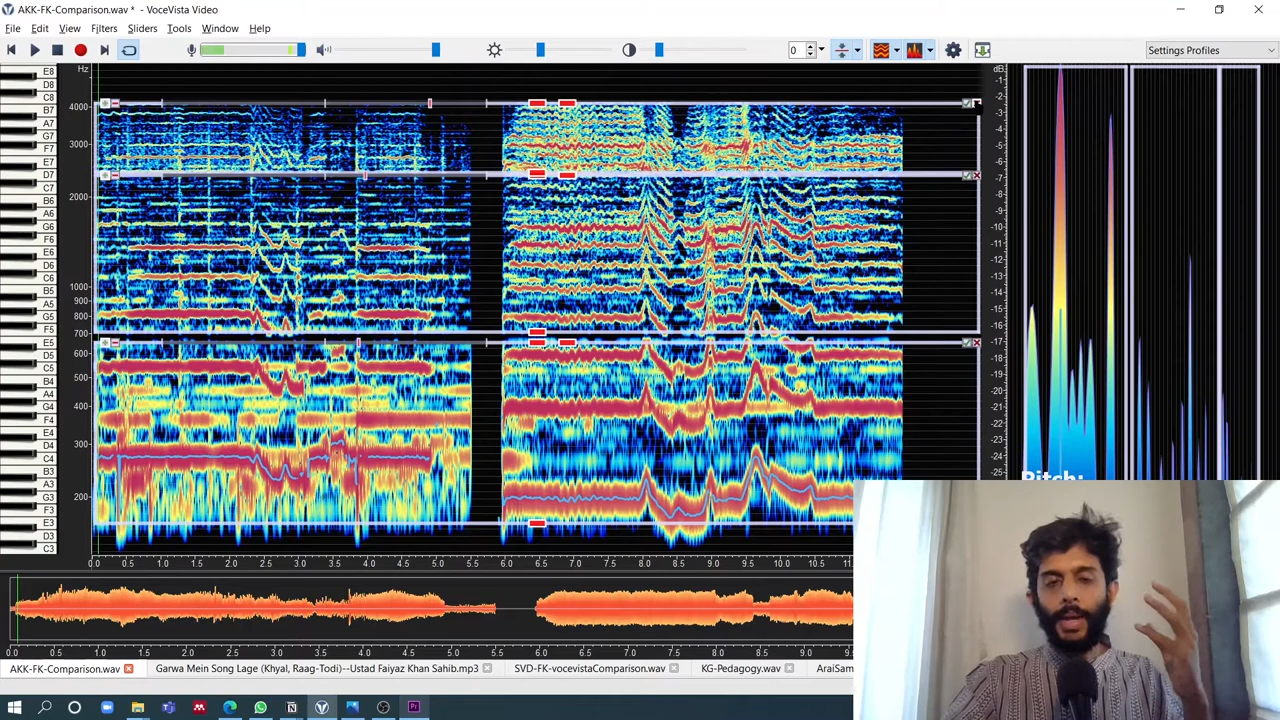 AKK-FK-Comparison.wav * - VoceVista Video
File Edit View Filters Sliders Window Help
0 Settings Profiles
Hz
dB
E8
D8
C8
B7
A7
G7
F7
E7
D7
C7
B6
A6
G6
F6
E6
D6
C6
B5
A5
G5
F5
E5
D5
C5
B4
A4
G4
F4
E4
D4
C4
B3
A3
G3
F3
E3
D3
C3
4000
3000
2000
1000
900
800
700
600
500
400
300
200
-1
-2
-3
-4
-5
-6
-7
-8
-9
-10
-11
-12
-13
-14
-15
-16
-17
-18
-19
-20
-21
-22
-23
-24
-25
Pitch:
0.0 0.5 1.0 1.5 2.0 2.5 3.0 3.5 4.0 4.5 5.0 5.5 6.0 6.5 7.0 7.5 8.0 8.5 9.0 9.5 10.0 10.5 11.
0.0 0.5 1.0 1.5 2.0 2.5 3.0 3.5 4.0 4.5 5.0 5.5 6.0 6.5 7.0 7.5 8.0 8.5 9.0 9.
AKK-FK-Comparison.wav Garwa Mein Song Lage (Khyal, Raag-Todi)--Ustad Faiyaz Khan Sahib.mp3 SVD-FK-vocevistaComparison.wav KG-Pedagogy.wav AraiSam